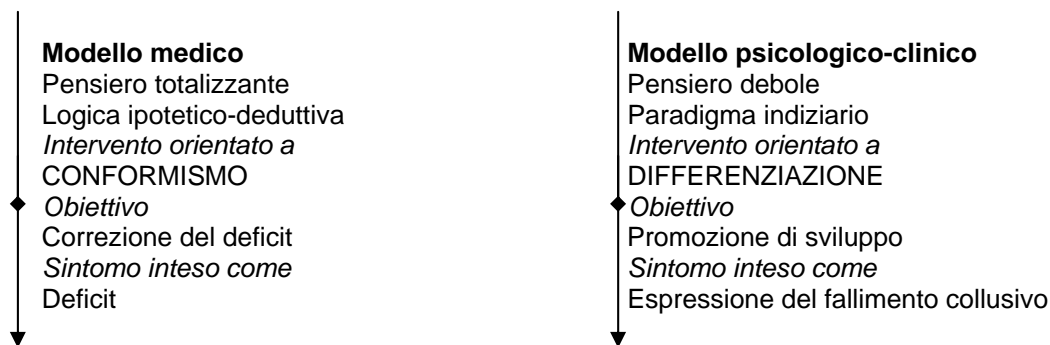 Modello medico
Pensiero totalizzante
Logica ipotetico-deduttiva
Intervento orientato a
CONFORMISMO
Obiettivo
Correzione del deficit
Sintomo inteso come
Deficit
Modello psicologico-clinico
Pensiero debole
Paradigma indiziario
Intervento orientato a
DIFFERENZIAZIONE
Obiettivo
Promozione di sviluppo
Sintomo inteso come
Espressione del fallimento collusivo